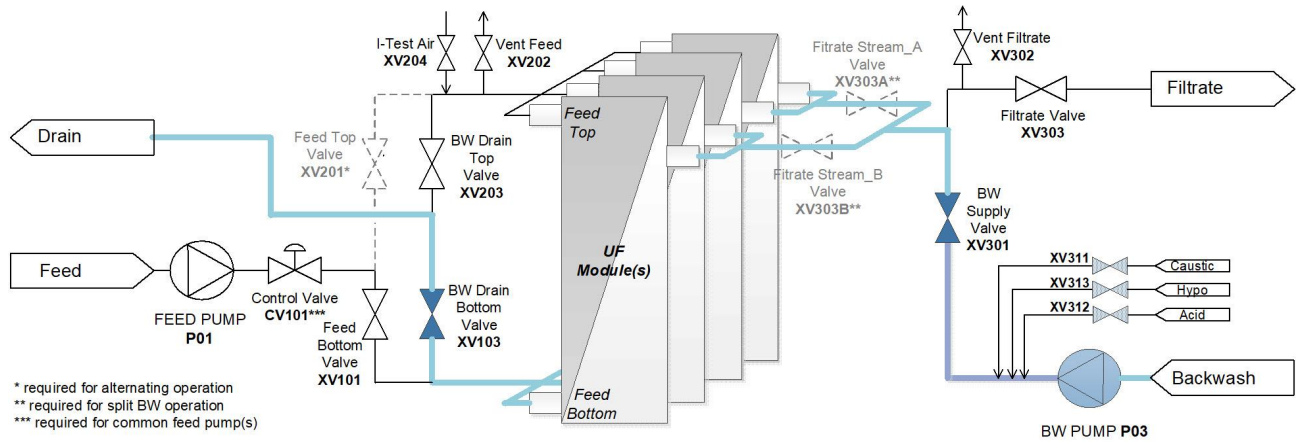 I-Test Air
XV204
Vent Feed
XV202
Fitrate Stream_A
Valve
XV303A**
Vent Filtrate
XV302
Filtrate
Filtrate Valve
XV303
Drain
Feed Top
Valve
XV201*
BW Drain
Top
Valve
XV203
Feed
Top
Fitrate Stream_B
Valve
XV303B**
BW
Supply
Valve
XV301
UF
Module(s)
Feed
FEED PUMP
P01
Control Valve
CV101***
Feed
Bottom
Valve
XV101
BW Drain
Bottom
Valve
XV103
XV311
Caustic
XV313
Hypo
XV312
Acid
Feed
Bottom
Backwash
BW PUMP P03
* required for alternating operation
** required for split BW operation
*** required for common feed pump(s)